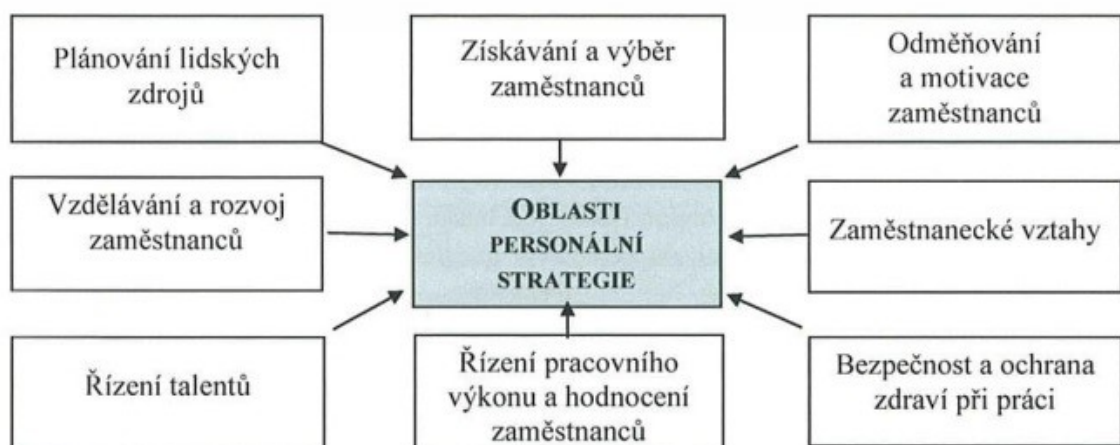 Plánování lidských
zdrojů
Získávání a výběr
zaměstnanců
Odměňování
a motivace
zaměstnanců
Vzdělávání a rozvoj
zaměstnanců
OBLASTI
PERSONÁLNÍ
STRATEGIE
Zaměstnanecké vztahy
Řízení talentů
Řízení pracovního
výkonu a hodnocení
zaměstnanců
Bezpečnost a ochrana
zdraví při práci